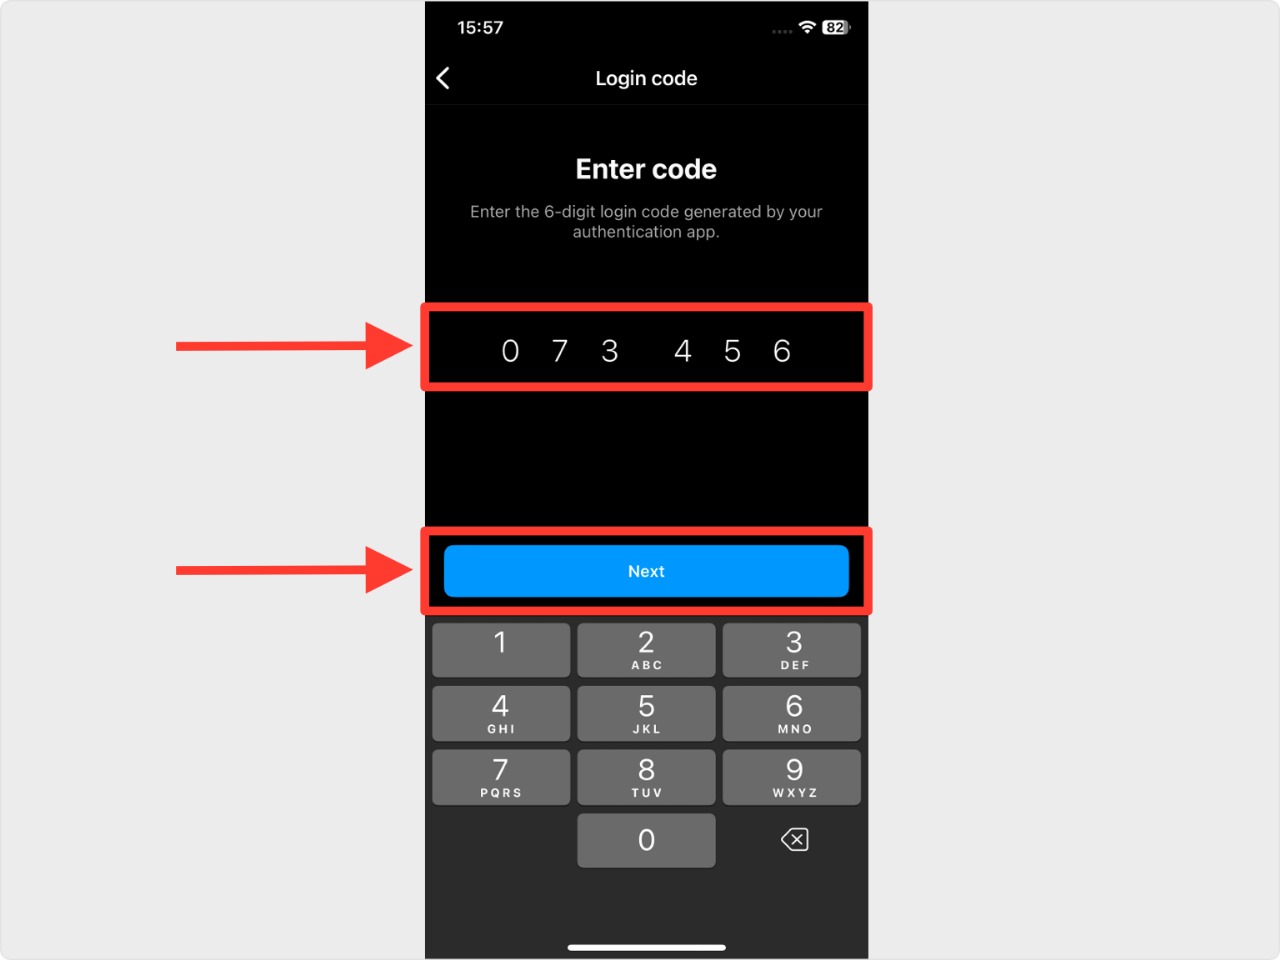 15:57
82
Login code
Enter code
Enter the 6-digit login code generated by your
authentication app.
0 7 3 4 5 6
Next
1 2 3
ABC DEF
4 5 6
GHI JKL MNO
7 8 9
PQRS TUV WXYZ
0